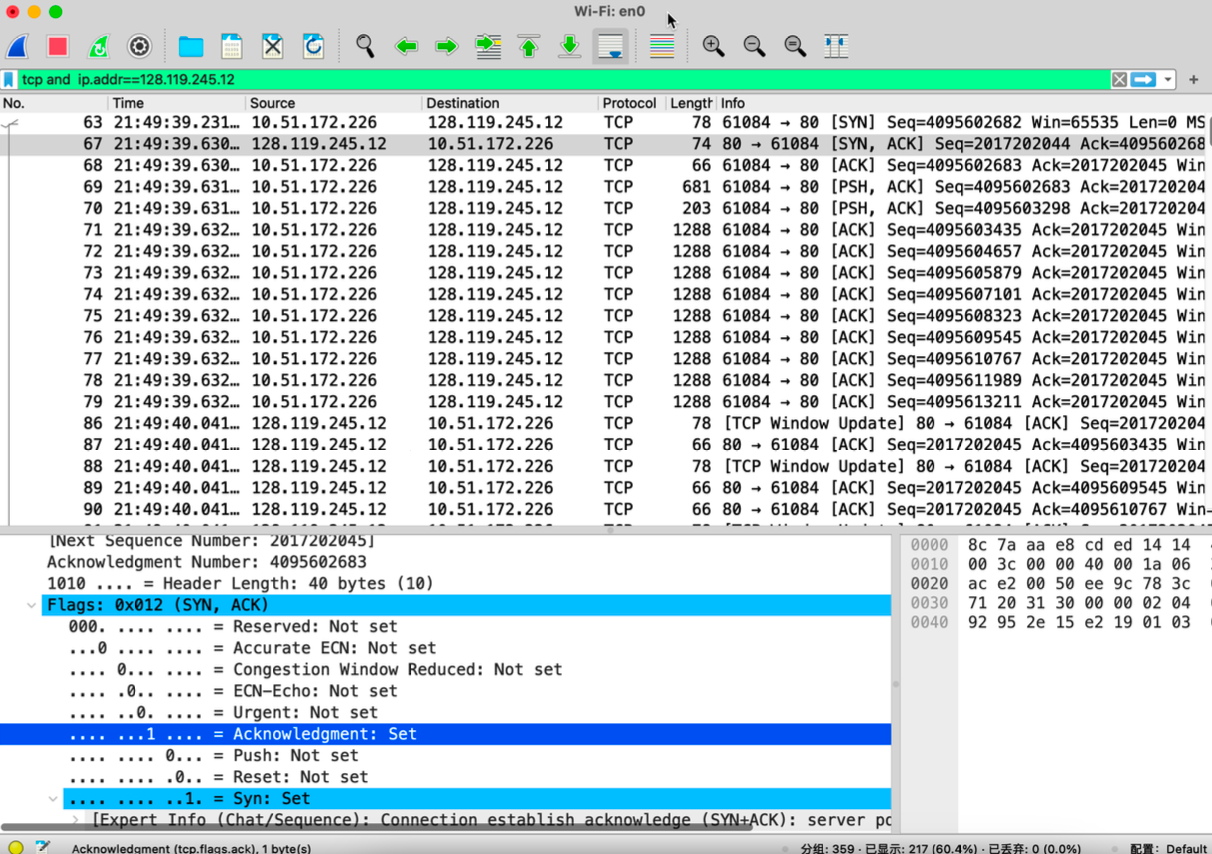 Wi-Fi: en0
tcp and ip.addr==128.119.245.12
No. Time Source Destination Protocol Length Info
63 21:49:39.231… 10.51.172.226 128.119.245.12 TCP 78 61084 → 80 [SYN] Seq=4095602682 Win=65535 Len=0 MS
67 21:49:39.630… 128.119.245.12 10.51.172.226 TCP 74 80 → 61084 [SYN, ACK] Seq=2017202044 Ack=409560268
68 21:49:39.630… 10.51.172.226 128.119.245.12 TCP 66 61084 → 80 [ACK] Seq=4095602683 Ack=2017202045 Win
69 21:49:39.631… 10.51.172.226 128.119.245.12 TCP 681 61084 → 80 [PSH, ACK] Seq=4095602683 Ack=201720204
70 21:49:39.631… 10.51.172.226 128.119.245.12 TCP 203 61084 → 80 [PSH, ACK] Seq=4095603298 Ack=201720204
71 21:49:39.632… 10.51.172.226 128.119.245.12 TCP 1288 61084 → 80 [ACK] Seq=4095603435 Ack=2017202045 Win
72 21:49:39.632… 10.51.172.226 128.119.245.12 TCP 1288 61084 → 80 [ACK] Seq=4095604657 Ack=2017202045 Win
73 21:49:39.632… 10.51.172.226 128.119.245.12 TCP 1288 61084 → 80 [ACK] Seq=4095605879 Ack=2017202045 Win
74 21:49:39.632… 10.51.172.226 128.119.245.12 TCP 1288 61084 → 80 [ACK] Seq=4095607101 Ack=2017202045 Win
75 21:49:39.632… 10.51.172.226 128.119.245.12 TCP 1288 61084 → 80 [ACK] Seq=4095608323 Ack=2017202045 Win
76 21:49:39.632… 10.51.172.226 128.119.245.12 TCP 1288 61084 → 80 [ACK] Seq=4095609545 Ack=2017202045 Win
77 21:49:39.632… 10.51.172.226 128.119.245.12 TCP 1288 61084 → 80 [ACK] Seq=4095610767 Ack=2017202045 Win
78 21:49:39.632… 10.51.172.226 128.119.245.12 TCP 1288 61084 → 80 [ACK] Seq=4095611989 Ack=2017202045 Win
79 21:49:39.632… 10.51.172.226 128.119.245.12 TCP 1288 61084 → 80 [ACK] Seq=4095613211 Ack=2017202045 Win
86 21:49:40.041… 128.119.245.12 10.51.172.226 TCP 78 [TCP Window Update] 80 → 61084 [ACK] Seq=201720204
87 21:49:40.041… 128.119.245.12 10.51.172.226 TCP 66 80 → 61084 [ACK] Seq=2017202045 Ack=4095603435 Win
88 21:49:40.041… 128.119.245.12 10.51.172.226 TCP 78 [TCP Window Update] 80 → 61084 [ACK] Seq=201720204
89 21:49:40.041… 128.119.245.12 10.51.172.226 TCP 66 80 → 61084 [ACK] Seq=2017202045 Ack=4095609545 Win
90 21:49:40.041… 128.119.245.12 10.51.172.226 TCP 66 80 → 61084 [ACK] Seq=2017202045 Ack=4095610767 Win
[Next Sequence Number: 2017202045]
Acknowledgment Number: 4095602683
1010 .... = Header Length: 40 bytes (10)
Flags: 0x012 (SYN, ACK)
000. .... .... = Reserved: Not set
...0 .... .... = Accurate ECN: Not set
.... 0... .... = Congestion Window Reduced: Not set
.... .0.. .... = ECN-Echo: Not set
.... ..0. .... = Urgent: Not set
.... ...1 .... = Acknowledgment: Set
.... .... 0... = Push: Not set
.... .... .0.. = Reset: Not set
.... .... ..1. = Syn: Set
[Expert Info (Chat/Sequence): Connection establish acknowledge (SYN+ACK): server po
0000 8c 7a aa e8 cd ed 14 14
0010 00 3c 00 00 40 00 1a 06
0020 ac e2 00 50 ee 9c 78 3c
0030 71 20 31 30 00 00 02 04
0040 92 95 2e 15 e2 19 01 03
Acknowledgment (tcp.flags.ack), 1 byte(s)
分组: 359 · 已显示: 217 (60.4%) · 已丢弃: 0 (0.0%)
配置: Default